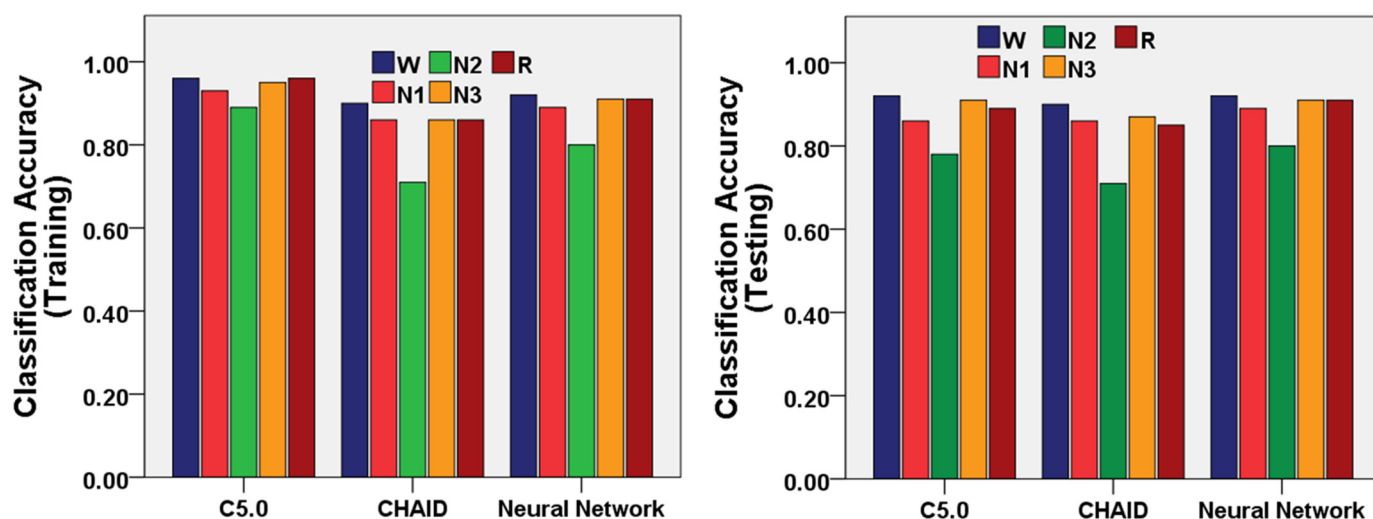 Classification Accuracy
(Training)
1.00
0.80
0.60
0.40
0.20
0.00
W N2 R
N1 N3
C5.0 CHAID Neural Network
Classification Accuracy
(Testing)
1.00
0.80
0.60
0.40
0.20
0.00
W N2 R
N1 N3
C5.0 CHAID Neural Network